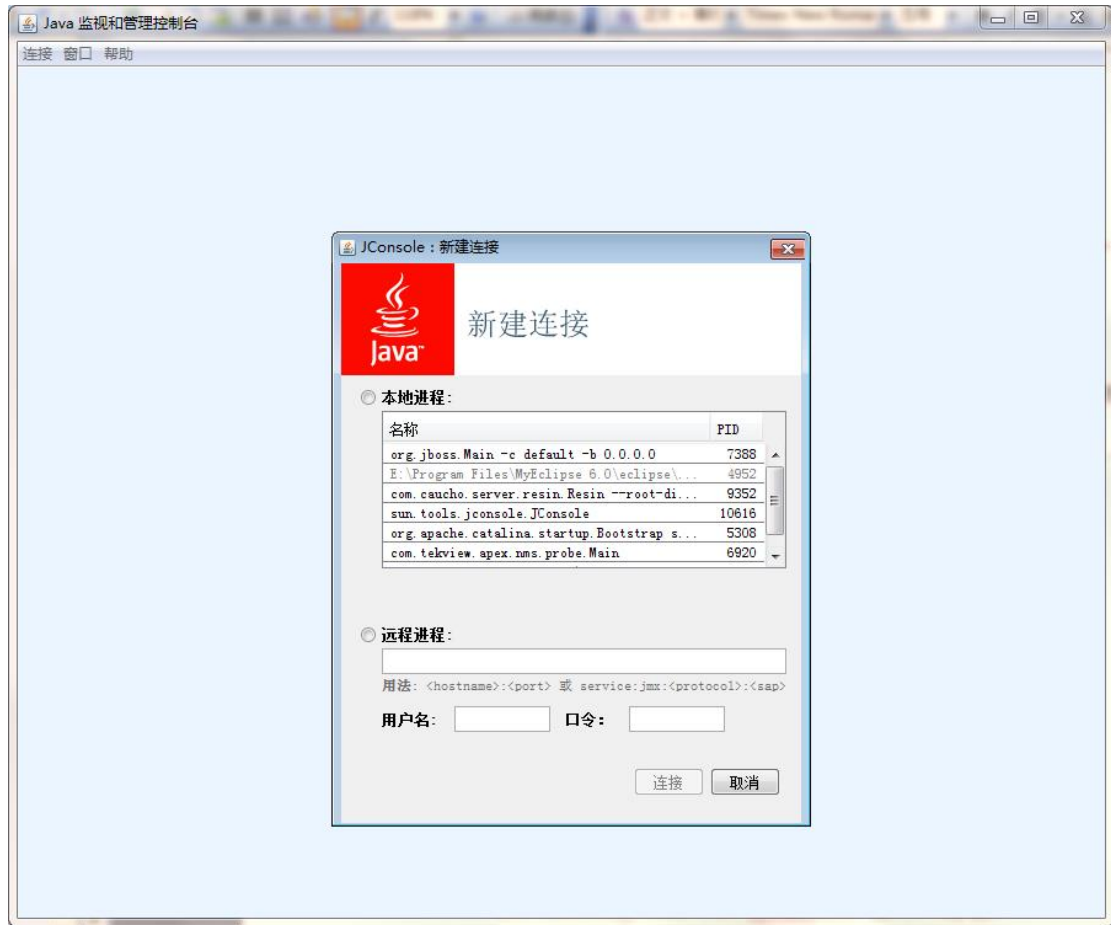 Java 监视和管理控制台
连接 窗口 帮助
JConsole：新建连接
Java™
新建连接
本地进程:
名称 PID
org.jboss.Main -c default -b 0.0.0.0 7388
E:\Program Files\MyEclipse 6.0\eclipse\... 4952
com.caucho.server.resin.Resin --root-di... 9352
sun.tools.jconsole.JConsole 10616
org.apache.catalina.startup.Bootstrap s... 5308
com.tekview.apex.nms.probe.Main 6920
远程进程:
用法: <hostname>:<port> 或 service:jmx:<protocol>:<sap>
用户名: 口令:
连接 取消